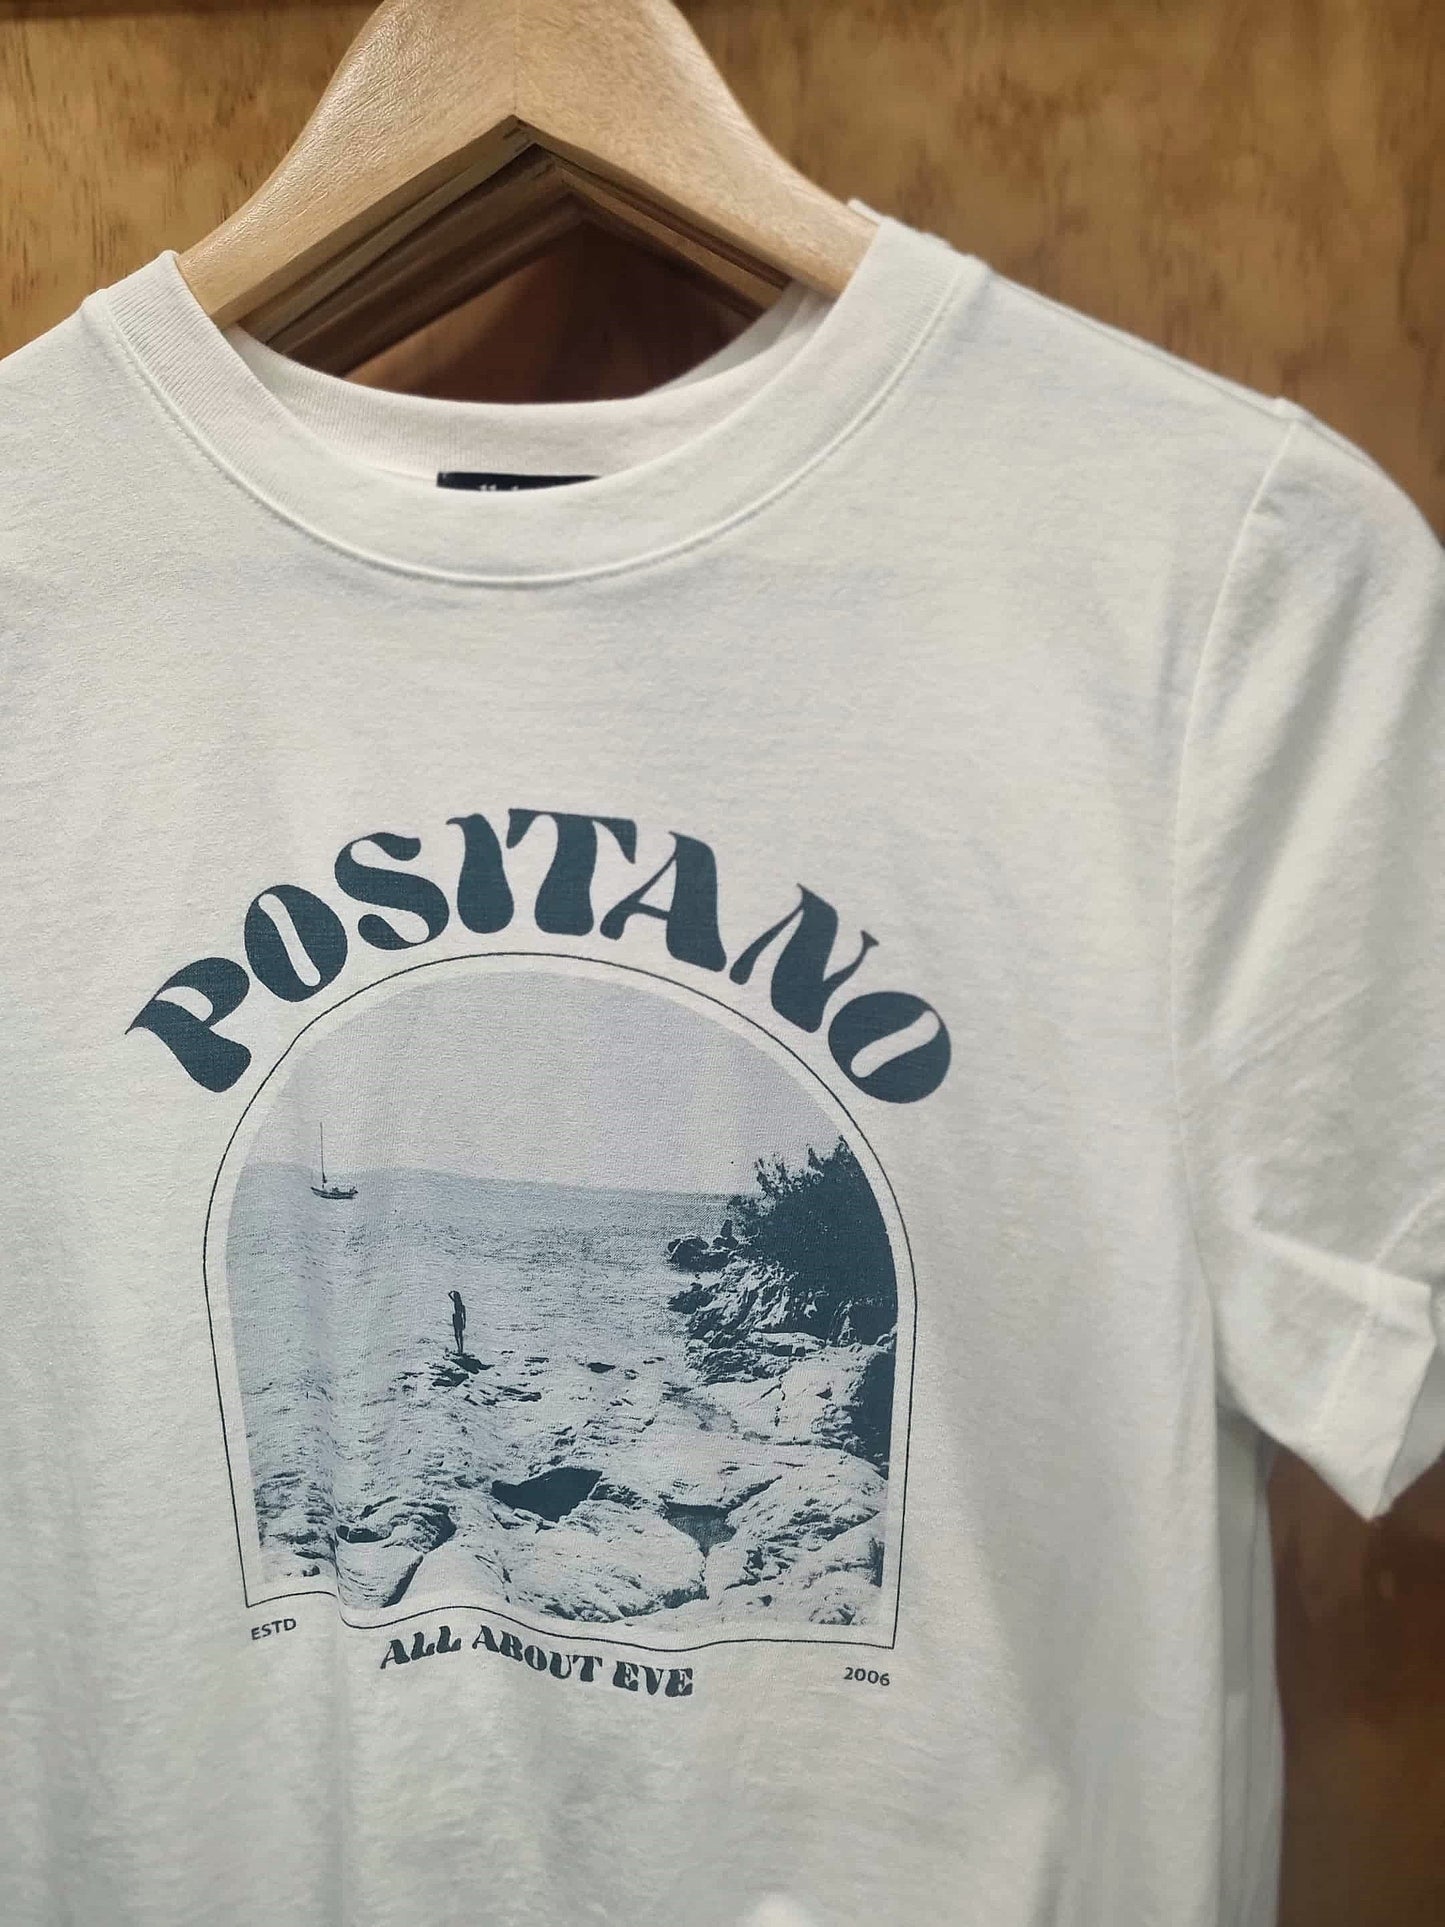 POSITANO
ESTD
ALL ABOUT EVE
2006